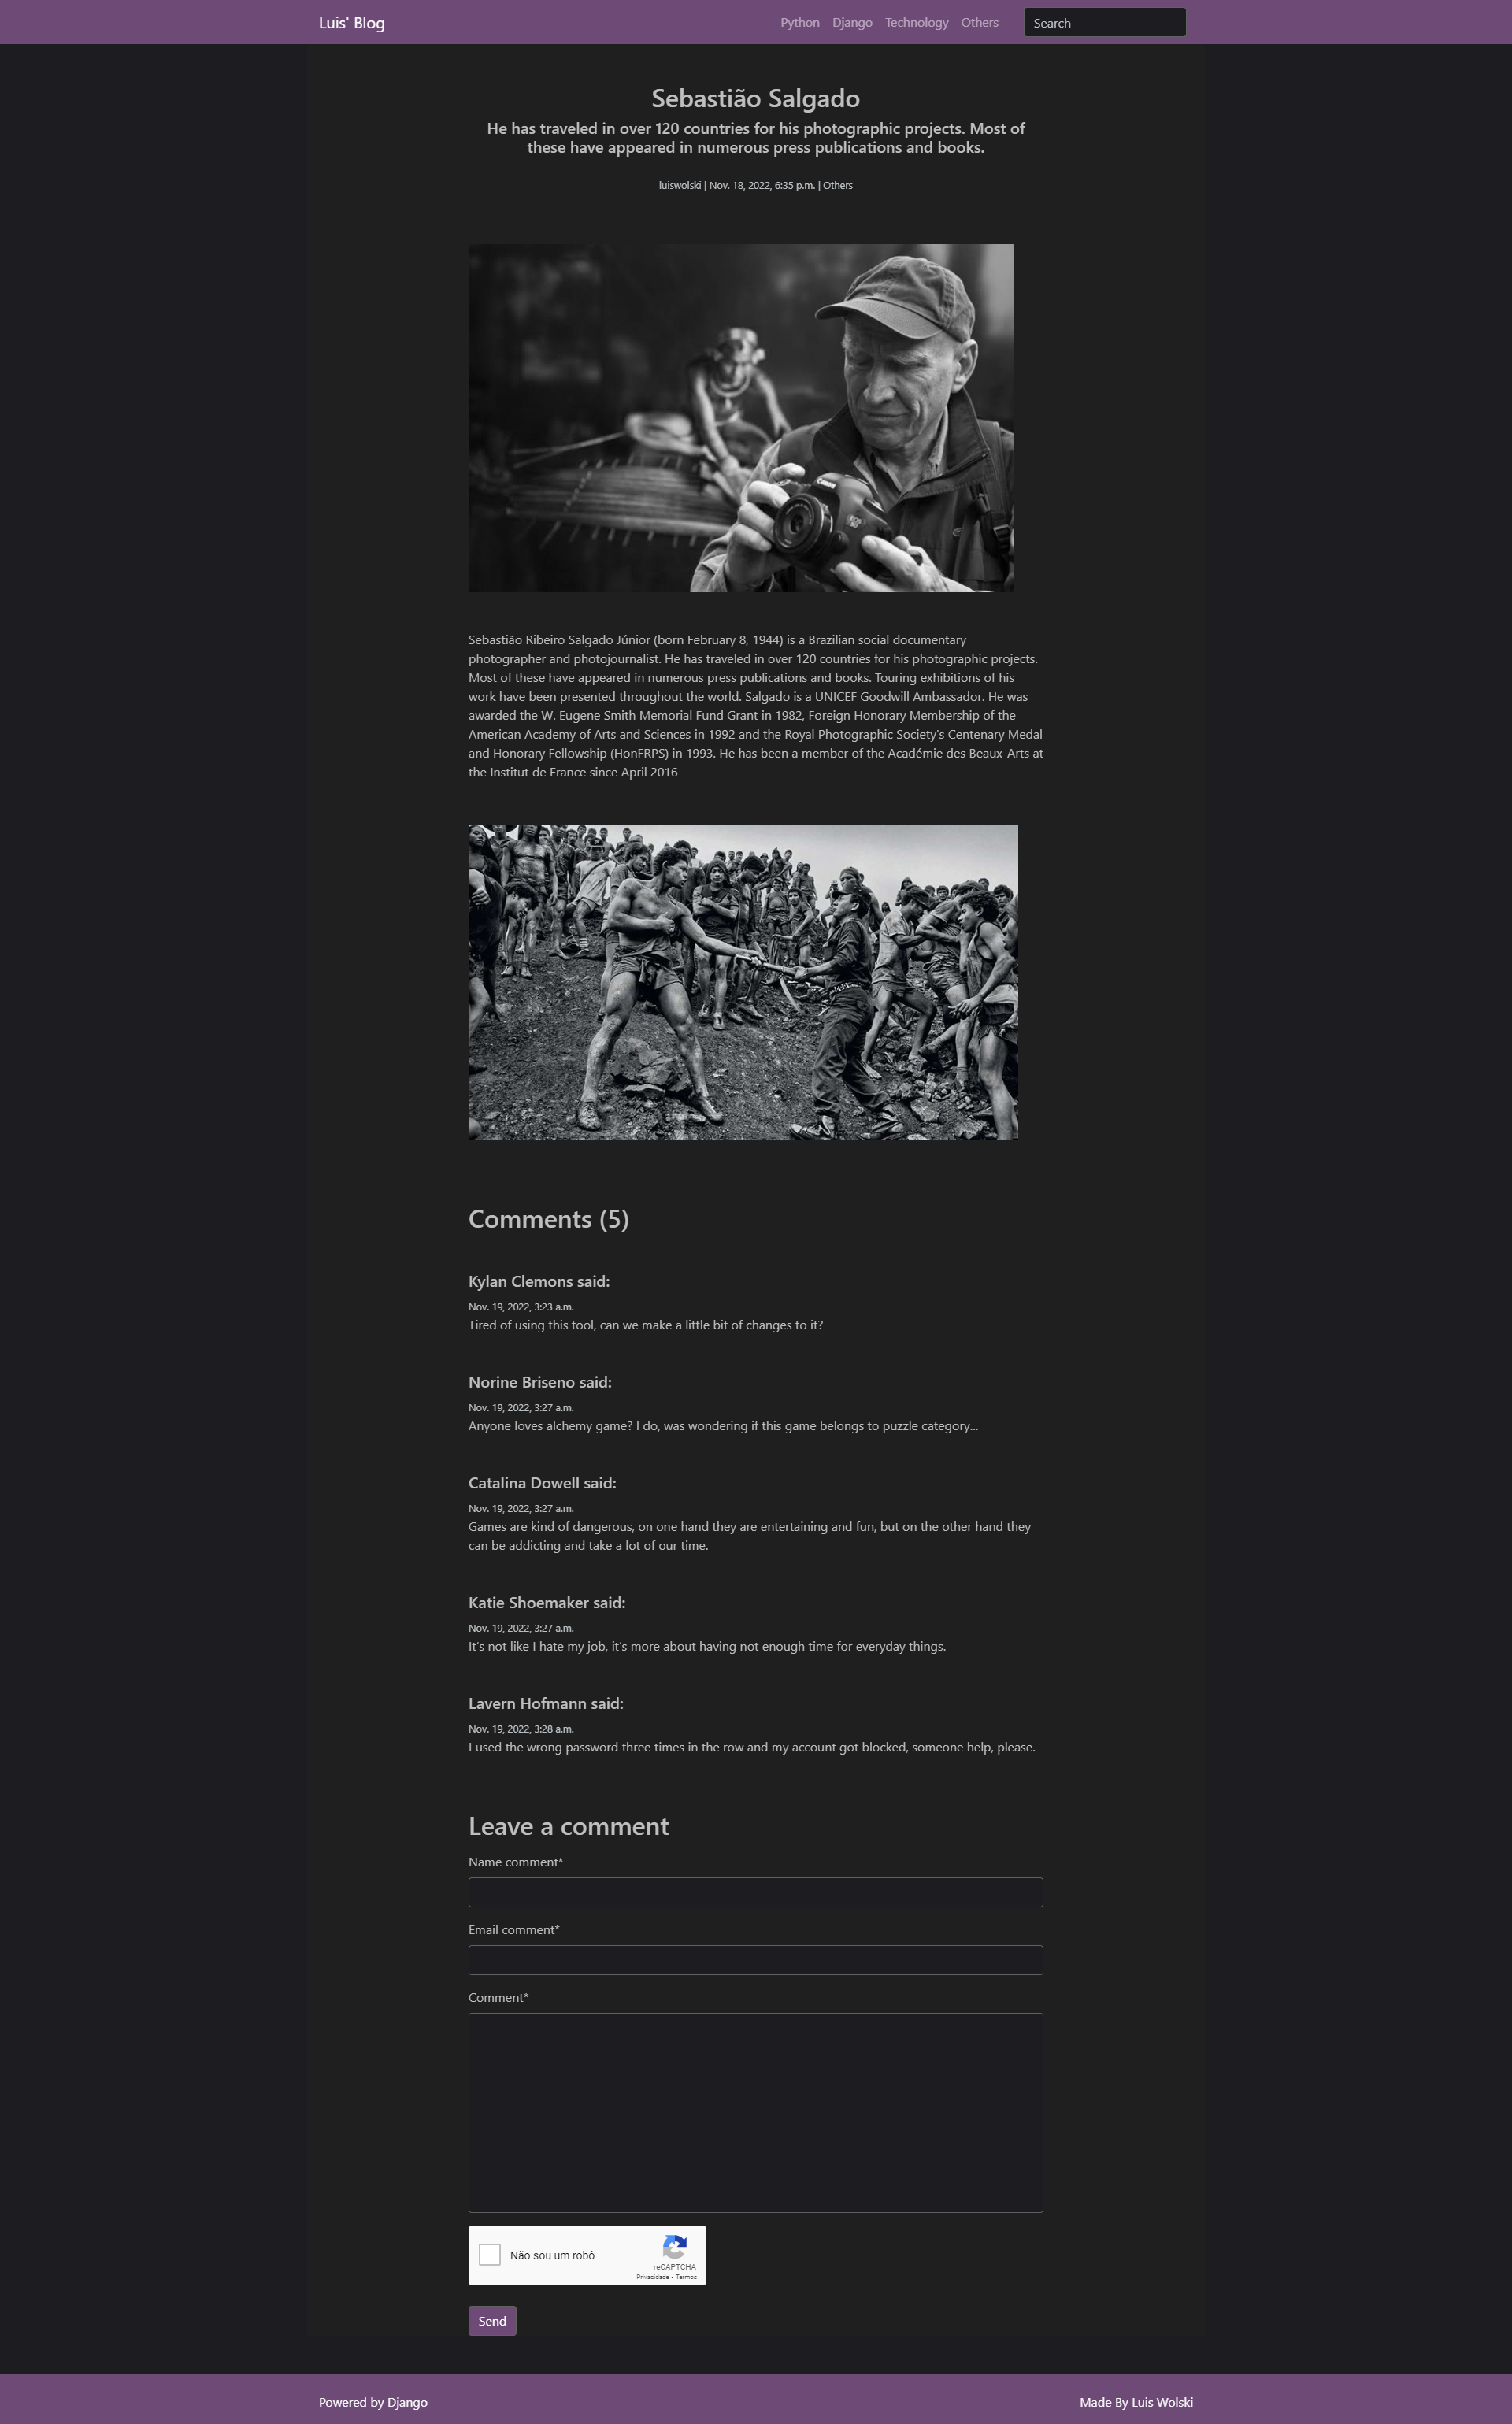 Luis' Blog
Python Django Technology Others Search
Sebastião Salgado
He has traveled in over 120 countries for his photographic projects. Most of
these have appeared in numerous press publications and books.
luiswolski | Nov. 18, 2022, 6:35 p.m. | Others
Canon
Sebastião Ribeiro Salgado Júnior (born February 8, 1944) is a Brazilian social documentary
photographer and photojournalist. He has traveled in over 120 countries for his photographic projects.
Most of these have appeared in numerous press publications and books. Touring exhibitions of his
work have been presented throughout the world. Salgado is a UNICEF Goodwill Ambassador. He was
awarded the W. Eugene Smith Memorial Fund Grant in 1982, Foreign Honorary Membership of the
American Academy of Arts and Sciences in 1992 and the Royal Photographic Society's Centenary Medal
and Honorary Fellowship (HonFRPS) in 1993. He has been a member of the Académie des Beaux-Arts at
the Institut de France since April 2016
Comments (5)
Kylan Clemons said:
Nov. 19, 2022, 3:23 a.m.
Tired of using this tool, can we make a little bit of changes to it?
Norine Briseno said:
Nov. 19, 2022, 3:27 a.m.
Anyone loves alchemy game? I do, was wondering if this game belongs to puzzle category...
Catalina Dowell said:
Nov. 19, 2022, 3:27 a.m.
Games are kind of dangerous, on one hand they are entertaining and fun, but on the other hand they
can be addicting and take a lot of our time.
Katie Shoemaker said:
Nov. 19, 2022, 3:27 a.m.
It's not like I hate my job, it's more about having not enough time for everyday things.
Lavern Hofmann said:
Nov. 19, 2022, 3:28 a.m.
I used the wrong password three times in the row and my account got blocked, someone help, please.
Leave a comment
Name comment*
Email comment*
Comment*
Não sou um robô
reCAPTCHA
Privacidade - Termos
Send
Powered by Django
Made By Luis Wolski